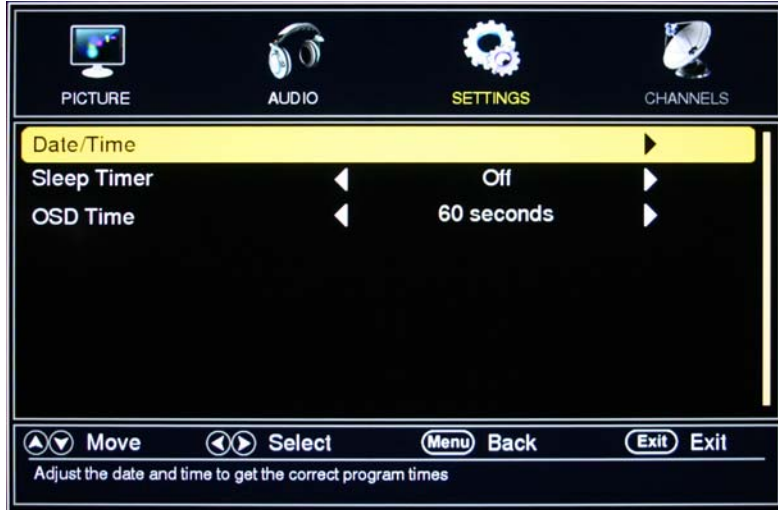 PICTURE AUDIO SETTINGS CHANNELS
Date/Time
Sleep Timer Off
OSD Time 60 seconds
Move Select Menu Back Exit Exit
Adjust the date and time to get the correct program times